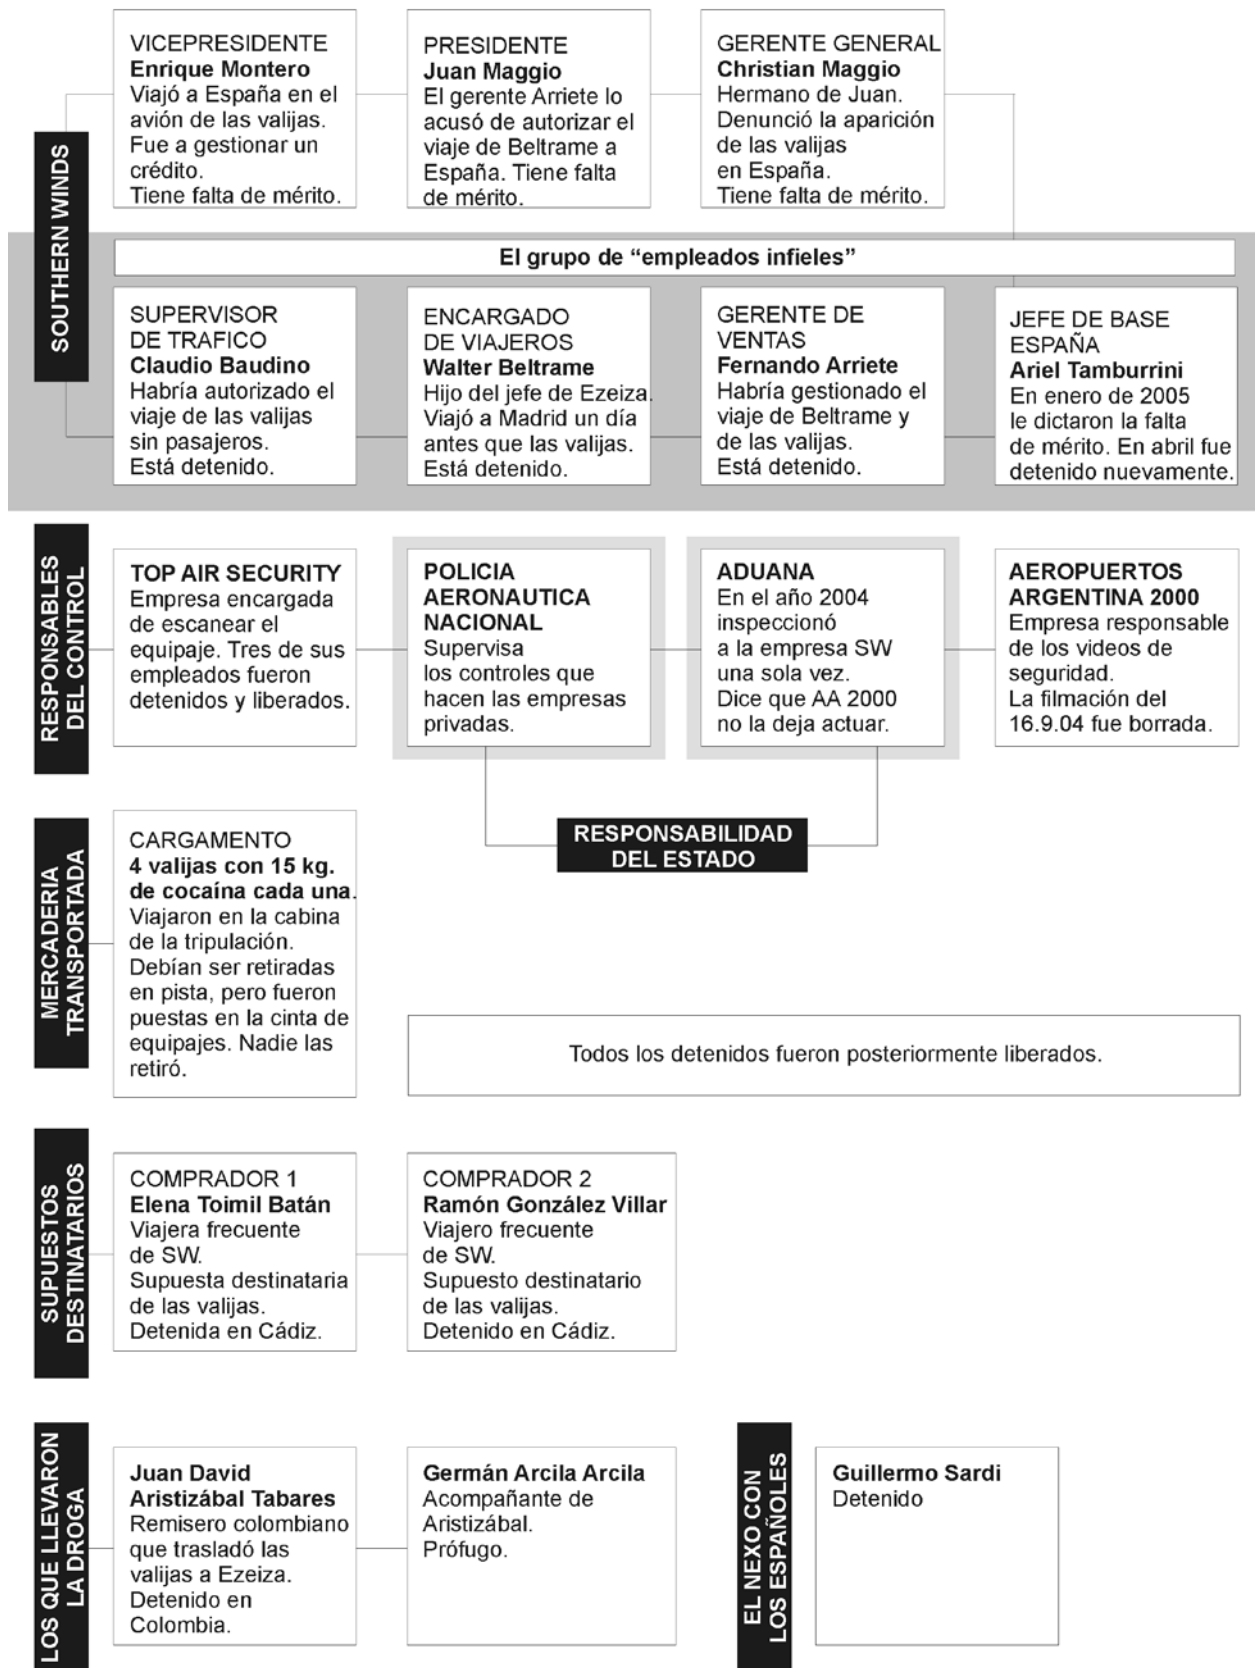 SOUTHERN WINDS
VICEPRESIDENTE
Enrique Montero
Viajó a España en el
avión de las valijas.
Fue a gestionar un
crédito.
Tiene falta de mérito.
PRESIDENTE
Juan Maggio
El gerente Arriete lo
acusó de autorizar el
viaje de Beltrame a
España. Tiene falta
de mérito.
GERENTE GENERAL
Christian Maggio
Hermano de Juan.
Denunció la aparición
de las valijas
en España.
Tiene falta de mérito.
El grupo de “empleados infieles”
SUPERVISOR
DE TRAFICO
Claudio Baudino
Habría autorizado el
viaje de las valijas
sin pasajeros.
Está detenido.
ENCARGADO
DE VIAJEROS
Walter Beltrame
Hijo del jefe de Ezeiza.
Viajó a Madrid un día
antes que las valijas.
Está detenido.
GERENTE DE
VENTAS
Fernando Arriete
Habría gestionado el
viaje de Beltrame y
de las valijas.
Está detenido.
JEFE DE BASE
ESPAÑA
Ariel Tamburrini
En enero de 2005
le dictaron la falta
de mérito. En abril fue
detenido nuevamente.
RESPONSABLES
DEL CONTROL
TOP AIR SECURITY
Empresa encargada
de escanear el
equipaje. Tres de sus
empleados fueron
detenidos y liberados.
POLICIA
AERONAUTICA
NACIONAL
Supervisa
los controles que
hacen las empresas
privadas.
ADUANA
En el año 2004
inspeccionó
a la empresa SW
una sola vez.
Dice que AA 2000
no la deja actuar.
AEROPUERTOS
ARGENTINA 2000
Empresa responsable
de los videos de
seguridad.
La filmación del
16.9.04 fue borrada.
RESPONSABILIDAD
DEL ESTADO
MERCADERIA
TRANSPORTADA
CARGAMENTO
4 valijas con 15 kg.
de cocaína cada una.
Viajaron en la cabina
de la tripulación.
Debían ser retiradas
en pista, pero fueron
puestas en la cinta de
equipajes. Nadie las
retiró.
Todos los detenidos fueron posteriormente liberados.
SUPUESTOS
DESTINATARIOS
COMPRADOR 1
Elena Toimil Batán
Viajera frecuente
de SW.
Supuesta destinataria
de las valijas.
Detenida en Cádiz.
COMPRADOR 2
Ramón González Villar
Viajero frecuente
de SW.
Supuesto destinatario
de las valijas.
Detenido en Cádiz.
LOS QUE LLEVARON
LA DROGA
Juan David
Aristizábal Tabares
Remisero colombiano
que trasladó las
valijas a Ezeiza.
Detenido en
Colombia.
Germán Arcila Arcila
Acompañante de
Aristizábal.
Prófugo.
EL NEXO CON
LOS ESPAÑOLES
Guillermo Sardi
Detenido